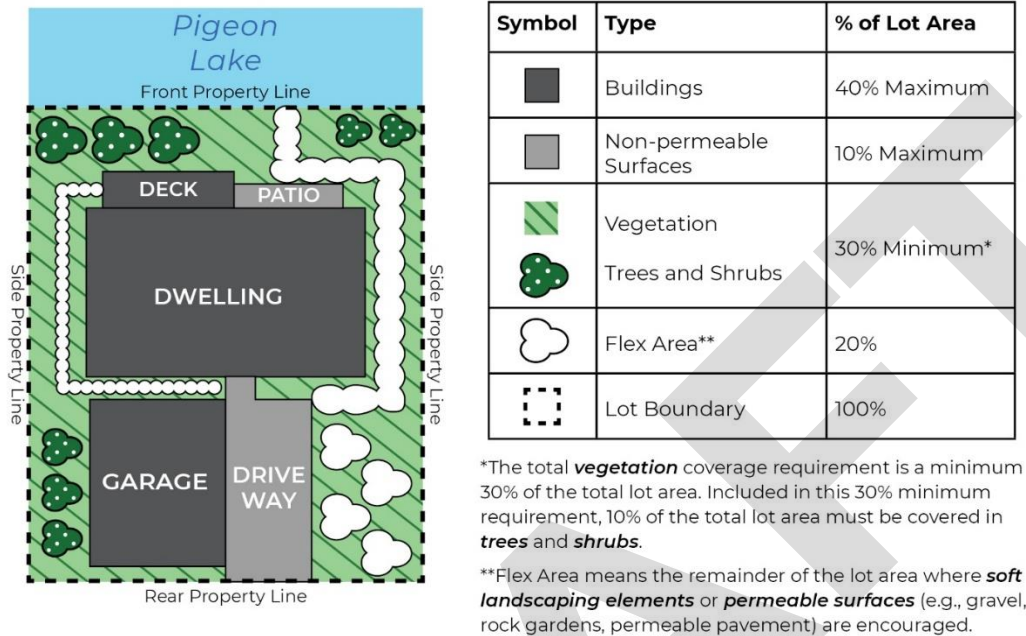 Pigeon
Lake
Front Property Line
DECK
PATIO
DWELLING
Side Property Line
Side Property Line
GARAGE
DRIVE
WAY
Rear Property Line
Symbol Type % of Lot Area
Buildings 40% Maximum
Non-permeable
Surfaces
10% Maximum
Vegetation
Trees and Shrubs
30% Minimum*
Flex Area** 20%
Lot Boundary 100%
*The total vegetation coverage requirement is a minimum
30% of the total lot area. Included in this 30% minimum
requirement, 10% of the total lot area must be covered in
trees and shrubs.
**Flex Area means the remainder of the lot area where soft
landscaping elements or permeable surfaces (e.g., gravel,
rock gardens, permeable pavement) are encouraged.